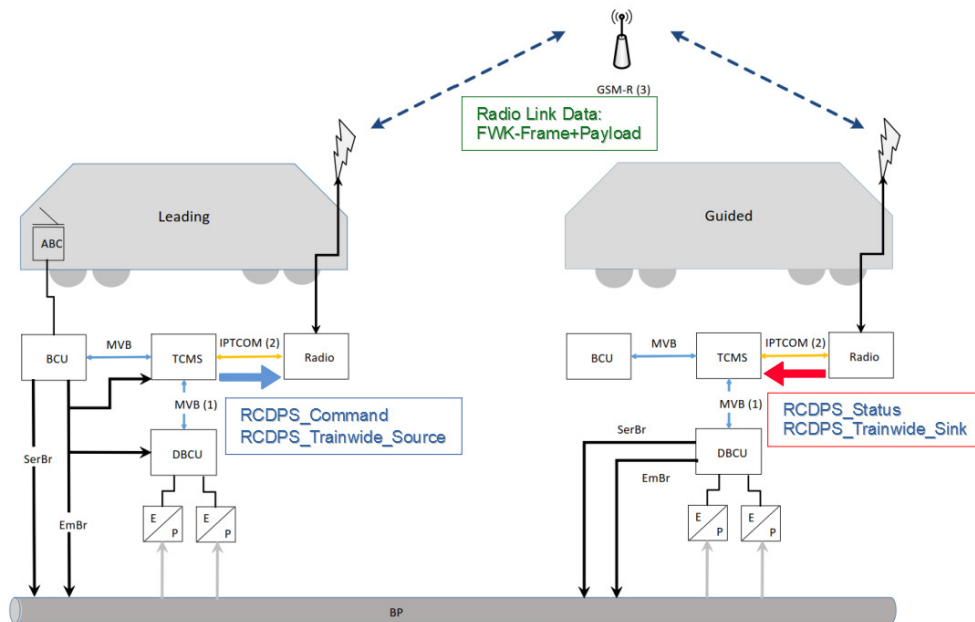 GSM-R (3)
Radio Link Data:
FWK-Frame+Payload
Leading
ABC
Guided
BCU
MVB
TCMS
IPTCOM (2)
Radio
MVB (1)
RCDPS_Command
RCDPS_Trainwide_Source
SerBr
EmBr
DBCU
E
P
E
P
BCU
MVB
TCMS
IPTCOM (2)
Radio
MVB (1)
RCDPS_Status
RCDPS_Trainwide_Sink
SerBr
EmBr
DBCU
E
P
E
P
BP